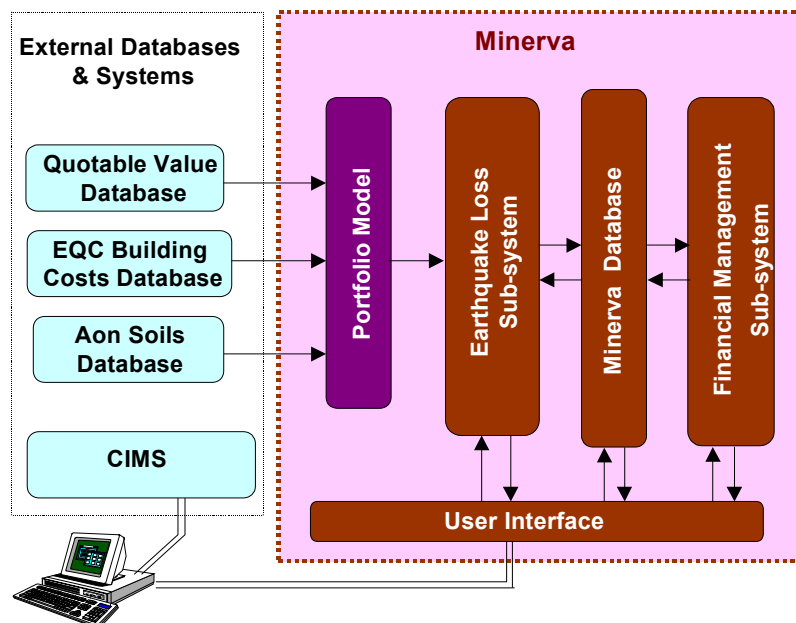 External Databases
& Systems
Minerva
Quotable Value
Database
EQC Building
Costs Database
Aon Soils
Database
CIMS
Portfolio Model
Earthquake Loss
Sub-system
Minerva Database
Financial Management
Sub-system
User Interface